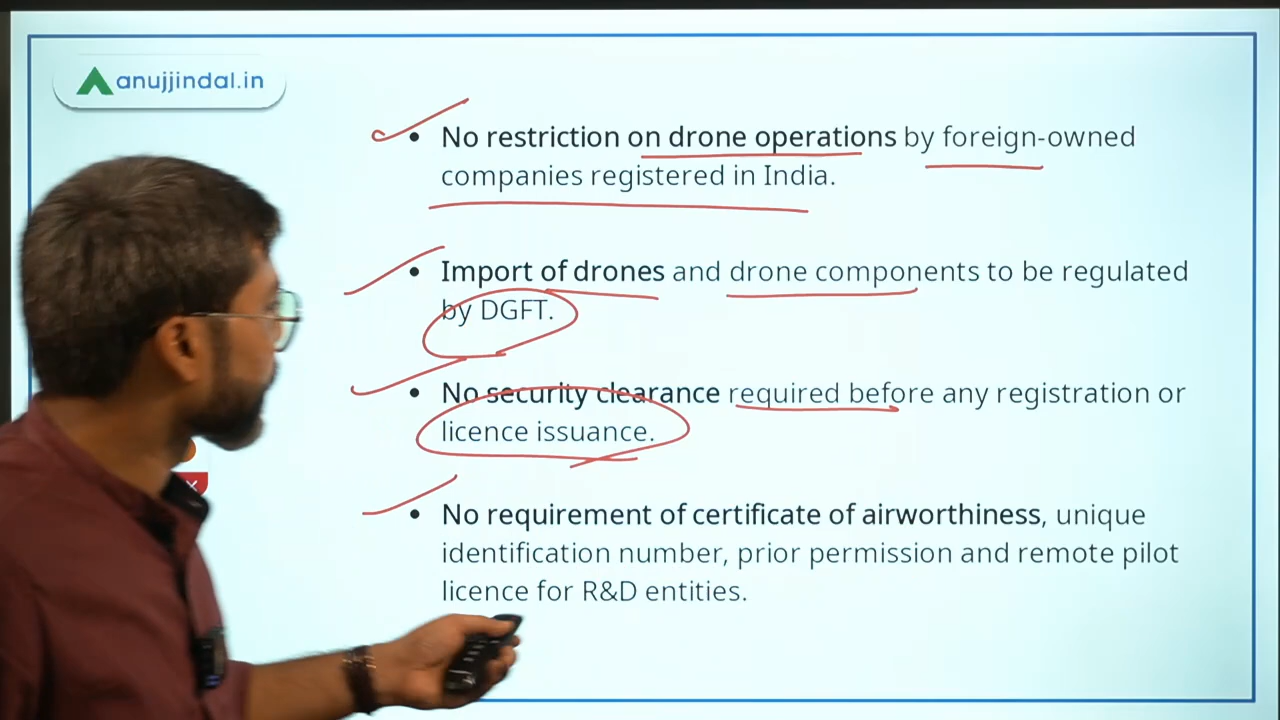 anujjindal.in
• No restriction on drone operations by foreign-owned
companies registered in India.
• Import of drones and drone components to be regulated
by DGFT.
• No security clearance required before any registration or
licence issuance.
• No requirement of certificate of airworthiness, unique
identification number, prior permission and remote pilot
licence for R&D entities.